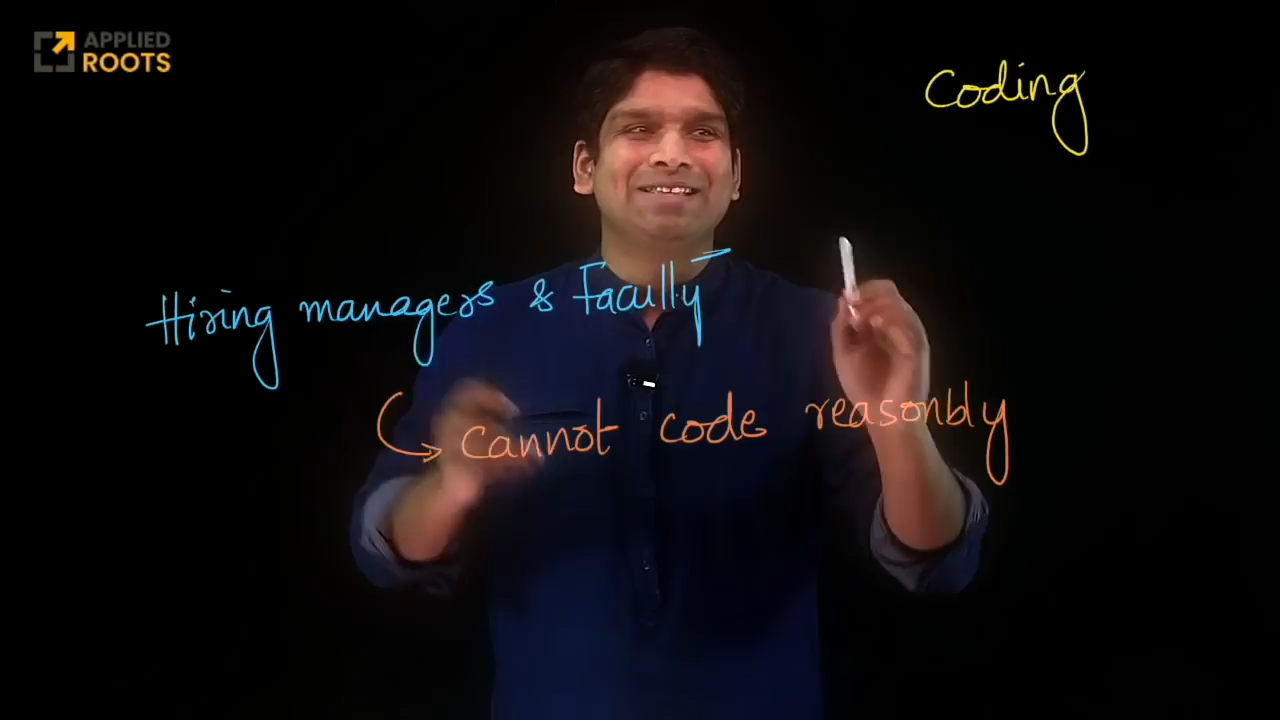 APPLIED
ROOTS
Coding
Hiring managers & Faculty
cannot code reasonbly